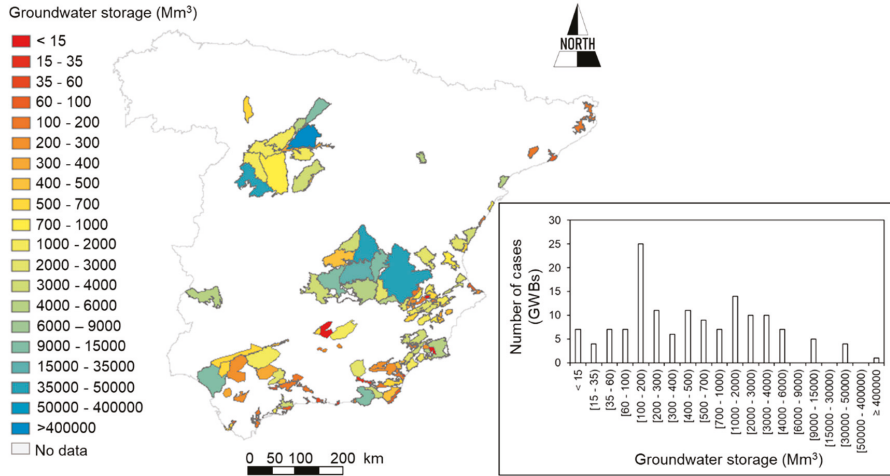 Groundwater storage (Mm³)
< 15
15 - 35
35 - 60
60 - 100
100 - 200
200 - 300
300 - 400
400 - 500
500 - 700
700 - 1000
1000 - 2000
2000 - 3000
3000 - 4000
4000 - 6000
6000 – 9000
9000 - 15000
15000 - 35000
35000 - 50000
50000 - 400000
>400000
No data
NORTH
0 50 100 200 km
Number of cases
(GWBs)
30
25
20
15
10
5
0
< 15
[15 - 35)
[35 - 60)
[60 - 100)
[100 - 200)
[200 - 300)
[300 - 400)
[400 - 500)
[500 - 700)
[700 - 1000)
[1000 - 2000)
[2000 - 3000)
[3000 - 4000)
[4000 - 6000)
[6000 - 9000)
[9000 - 15000)
[15000 - 30000)
[30000 - 50000)
[50000 - 400000)
≥ 400000
Groundwater storage (Mm³)